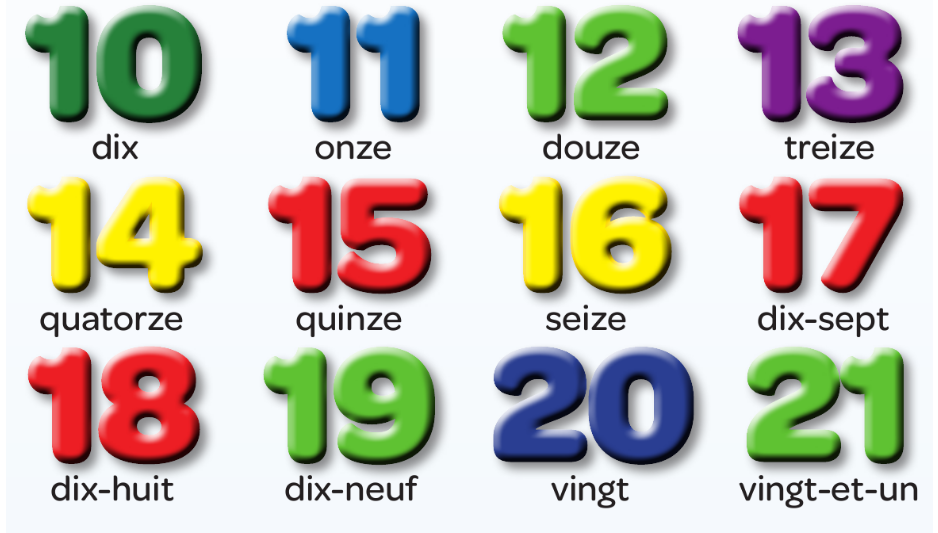 10 11 12 13
dix onze douze treize
14 15 16 17
quatorze quinze seize dix-sept
18 19 20 21
dix-huit dix-neuf vingt vingt-et-un